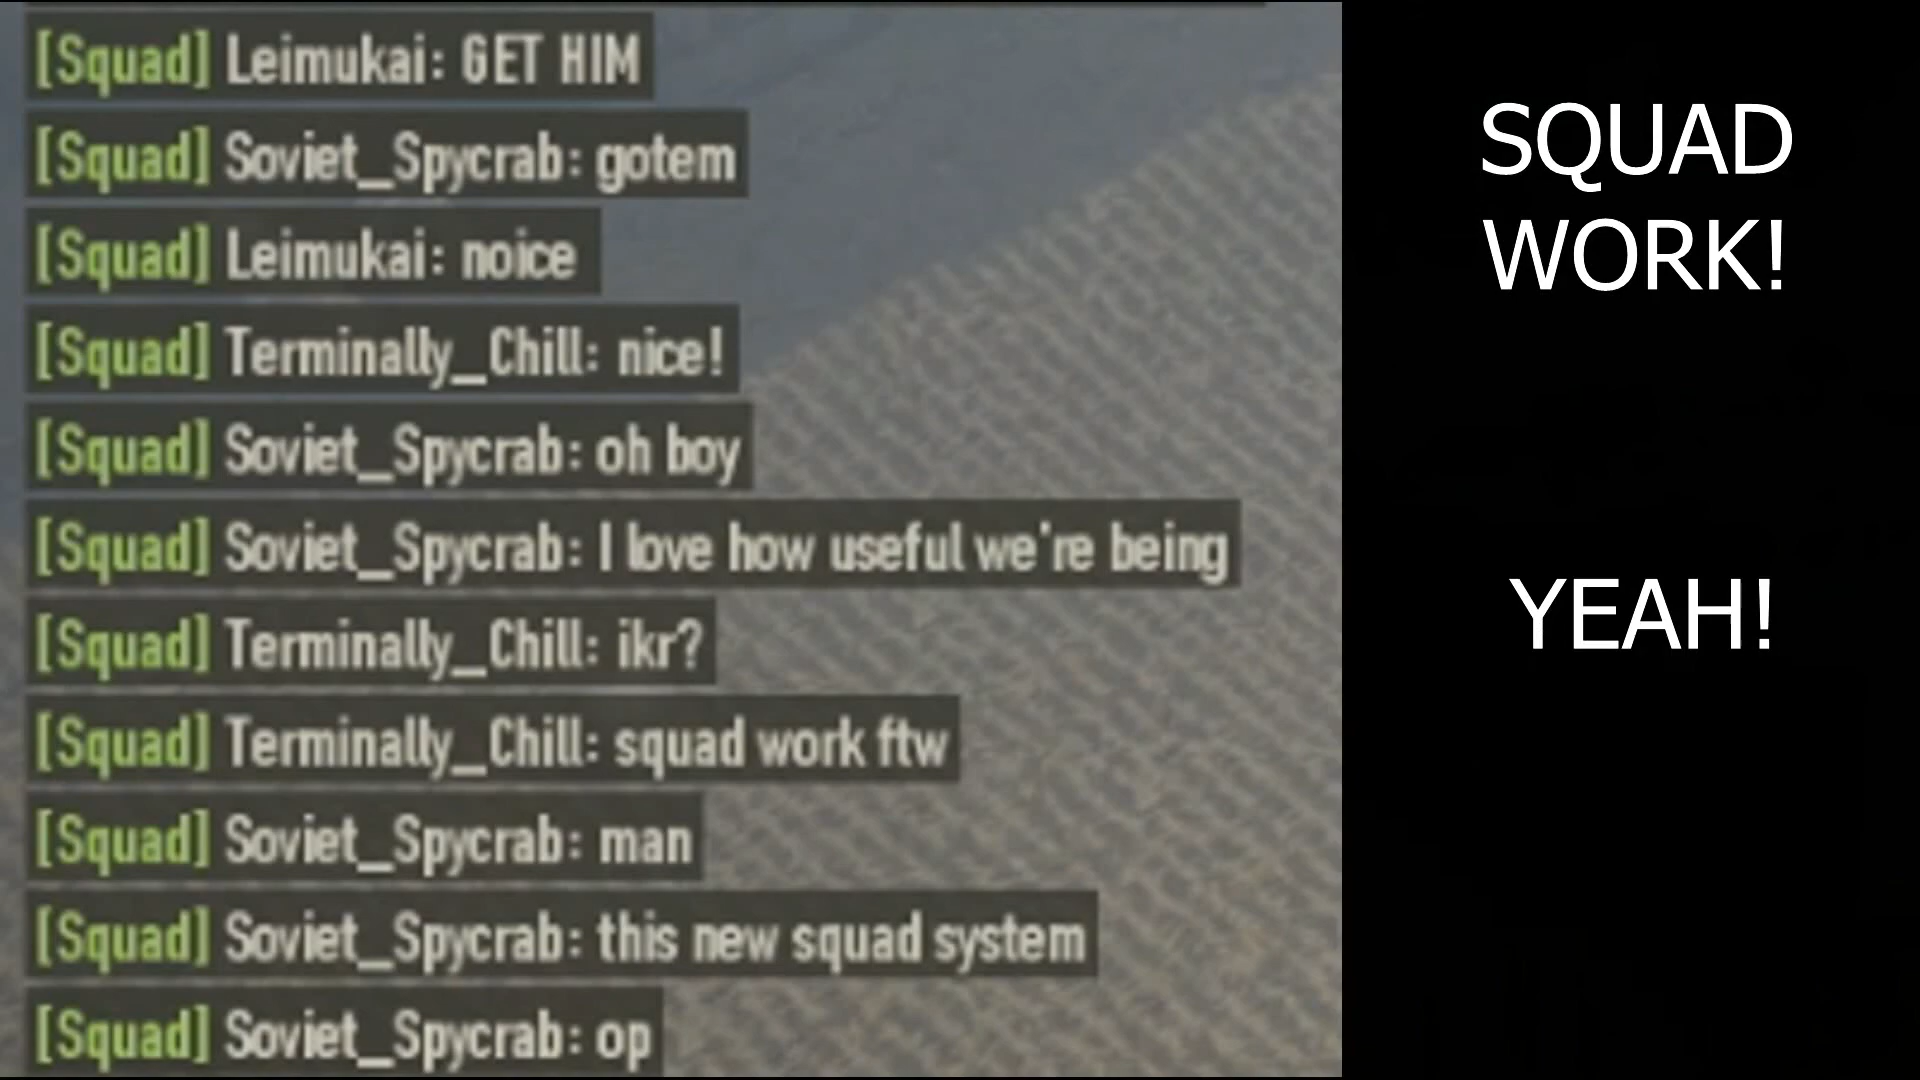 [Squad] Leimukai: GET HIM
[Squad] Soviet_Spycrab: gotem
[Squad] Leimukai: noice
[Squad] Terminally_Chill: nice!
[Squad] Soviet_Spycrab: oh boy
[Squad] Soviet_Spycrab: I love how useful we're being
[Squad] Terminally_Chill: ikr?
[Squad] Terminally_Chill: squad work ftw
[Squad] Soviet_Spycrab: man
[Squad] Soviet_Spycrab: this new squad system
[Squad] Soviet_Spycrab: op
SQUAD
WORK!
YEAH!